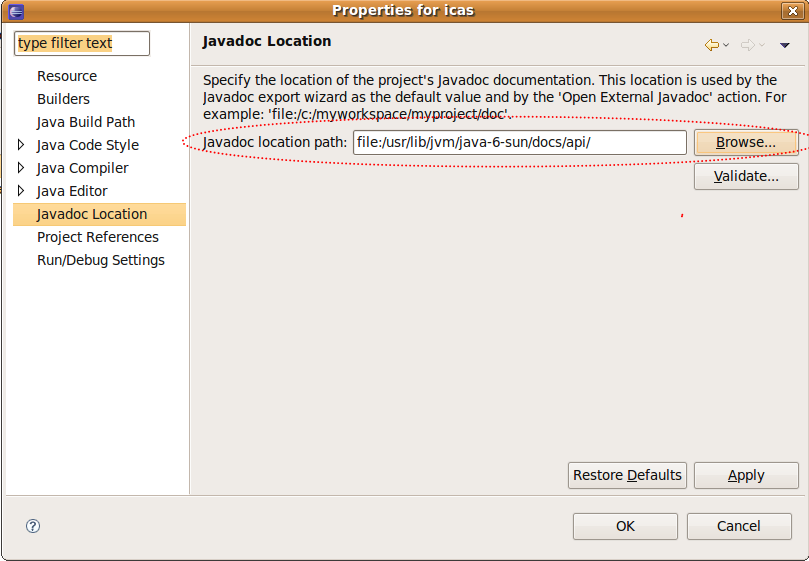 Properties for icas
type filter text
Resource
Builders
Java Build Path
Java Code Style
Java Compiler
Java Editor
Javadoc Location
Project References
Run/Debug Settings
Javadoc Location
Specify the location of the project's Javadoc documentation. This location is used by the
Javadoc export wizard as the default value and by the 'Open External Javadoc' action. For
example: 'file:/c:/myworkspace/myproject/doc'.
Javadoc location path: file:/usr/lib/jvm/java-6-sun/docs/api/ Browse...
Validate...
Restore Defaults Apply
? OK Cancel